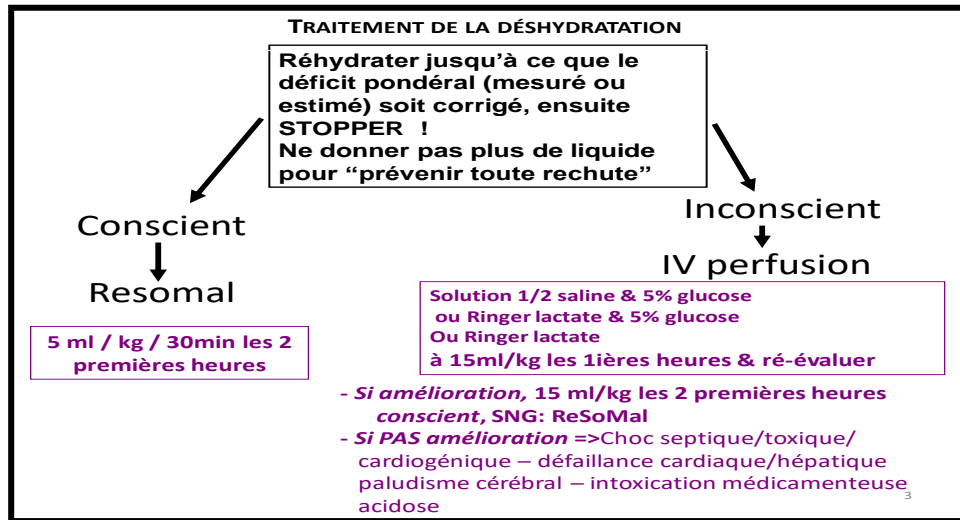 TRAITEMENT DE LA DÉSHYDRATATION
Réhydrater jusqu’à ce que le
déficit pondéral (mesuré ou
estimé) soit corrigé, ensuite
STOPPER !
Ne donner pas plus de liquide
pour “prévenir toute rechute”
Conscient
Resomal
5 ml / kg / 30min les 2
premières heures
Inconscient
IV perfusion
Solution 1/2 saline & 5% glucose
ou Ringer lactate & 5% glucose
Ou Ringer lactate
à 15ml/kg les 1ières heures & ré-évaluer
- Si amélioration, 15 ml/kg les 2 premières heures
conscient, SNG: ReSoMal
- Si PAS amélioration =>Choc septique/toxique/
cardiogénique – défaillance cardiaque/hépatique
paludisme cérébral – intoxication médicamenteuse
acidose
3